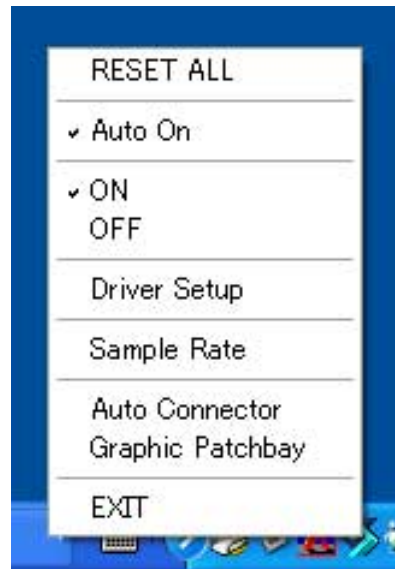 RESET ALL
Auto On
ON
OFF
Driver Setup
Sample Rate
Auto Connector
Graphic Patchbay
EXIT